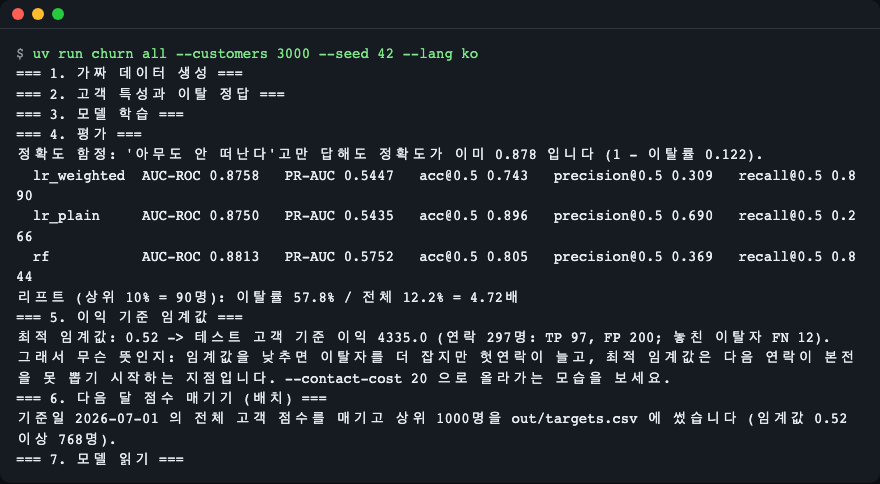 $ uv run churn all --customers 3000 --seed 42 --lang ko
=== 1. 가짜 데이터 생성 ===
=== 2. 고객 특성과 이탈 정답 ===
=== 3. 모델 학습 ===
=== 4. 평가 ===
정확도 함정: '아무도 안 떠난다'고만 답해도 정확도가 이미 0.878 입니다 (1 - 이탈률 0.122).
lr_weighted AUC-ROC 0.8758 PR-AUC 0.5447 acc@0.5 0.743 precision@0.5 0.309 recall@0.5 0.8
90
lr_plain AUC-ROC 0.8750 PR-AUC 0.5435 acc@0.5 0.896 precision@0.5 0.690 recall@0.5 0.2
66
rf AUC-ROC 0.8813 PR-AUC 0.5752 acc@0.5 0.805 precision@0.5 0.369 recall@0.5 0.8
44
리프트 (상위 10% = 90명): 이탈률 57.8% / 전체 12.2% = 4.72배
=== 5. 이익 기준 임계값 ===
최적 임계값: 0.52 -> 테스트 고객 기준 이익 4335.0 (연락 297명: TP 97, FP 200; 놓친 이탈자 FN 12).
그래서 무슨 뜻인지: 임계값을 낮추면 이탈자를 더 잡지만 헛연락이 늘고, 최적 임계값은 다음 연락이 본전
을 못 뽑기 시작하는 지점입니다. --contact-cost 20 으로 올라가는 모습을 보세요.
=== 6. 다음 달 점수 매기기 (배치) ===
기준일 2026-07-01 의 전체 고객 점수를 매기고 상위 1000명을 out/targets.csv 에 썼습니다 (임계값 0.52
이상 768명).
=== 7. 모델 읽기 ===